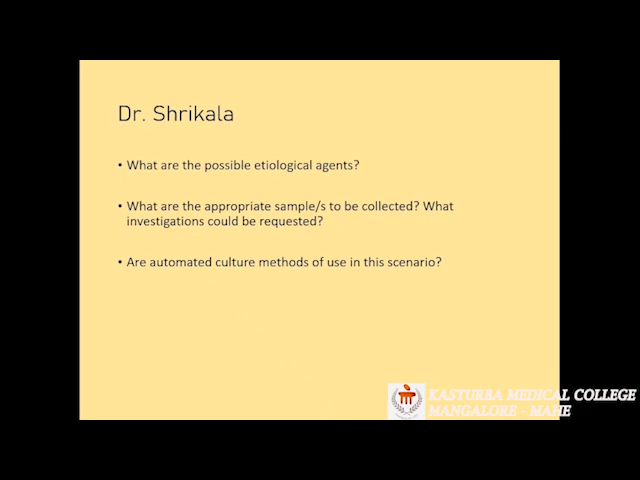 Dr. Shrikala
• What are the possible etiological agents?
• What are the appropriate sample/s to be collected? What
investigations could be requested?
• Are automated culture methods of use in this scenario?
KASTURBA MEDICAL COLLEGE
MANGALORE - MAHE